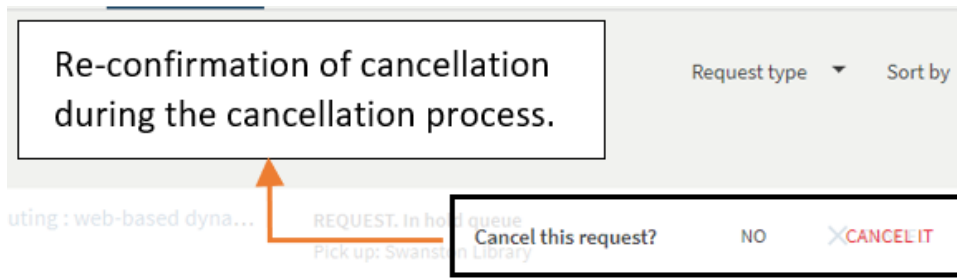 Re-confirmation of cancellation
during the cancellation process.
Request type
Sort by
uting : web-based dyna...
REQUEST. In hold queue
Pick up: Swanston Library
Cancel this request?
NO
CANCEL IT